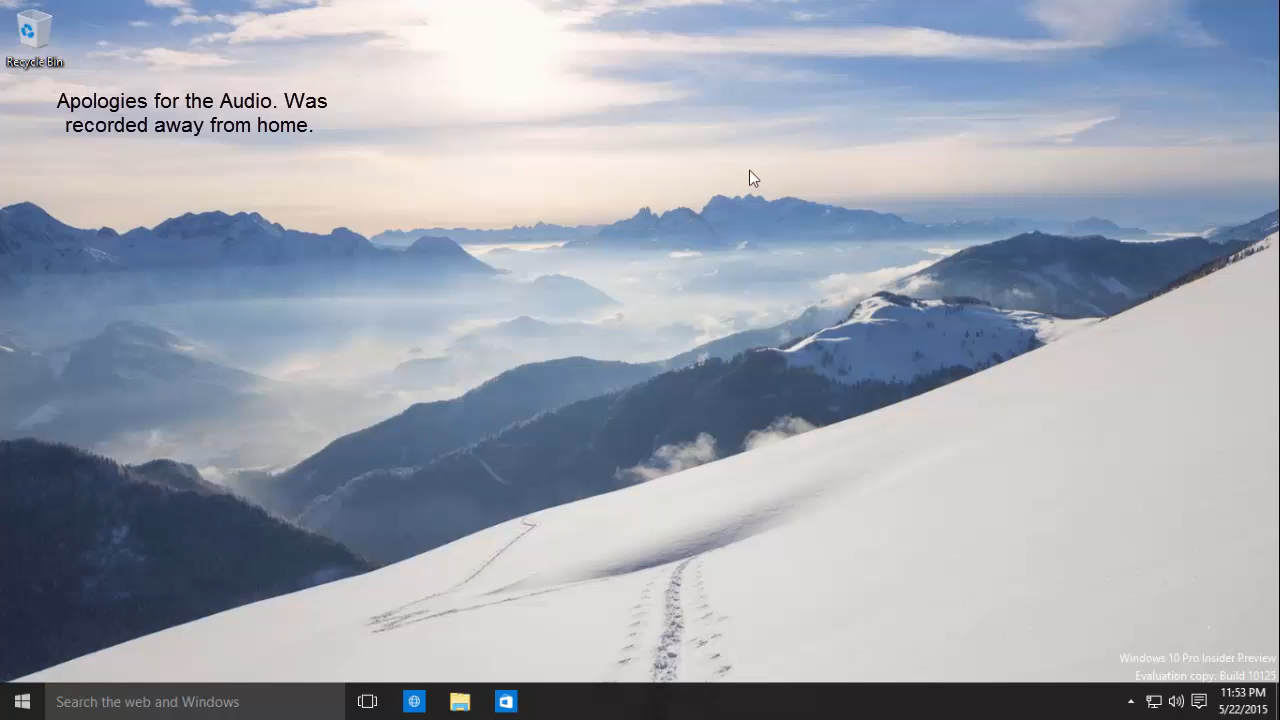 Recycle Bin
Apologies for the Audio. Was
recorded away from home.
Windows 10 Pro Insider Preview
Evaluation copy. Build 10125
Search the web and Windows
11:53 PM
5/22/2015